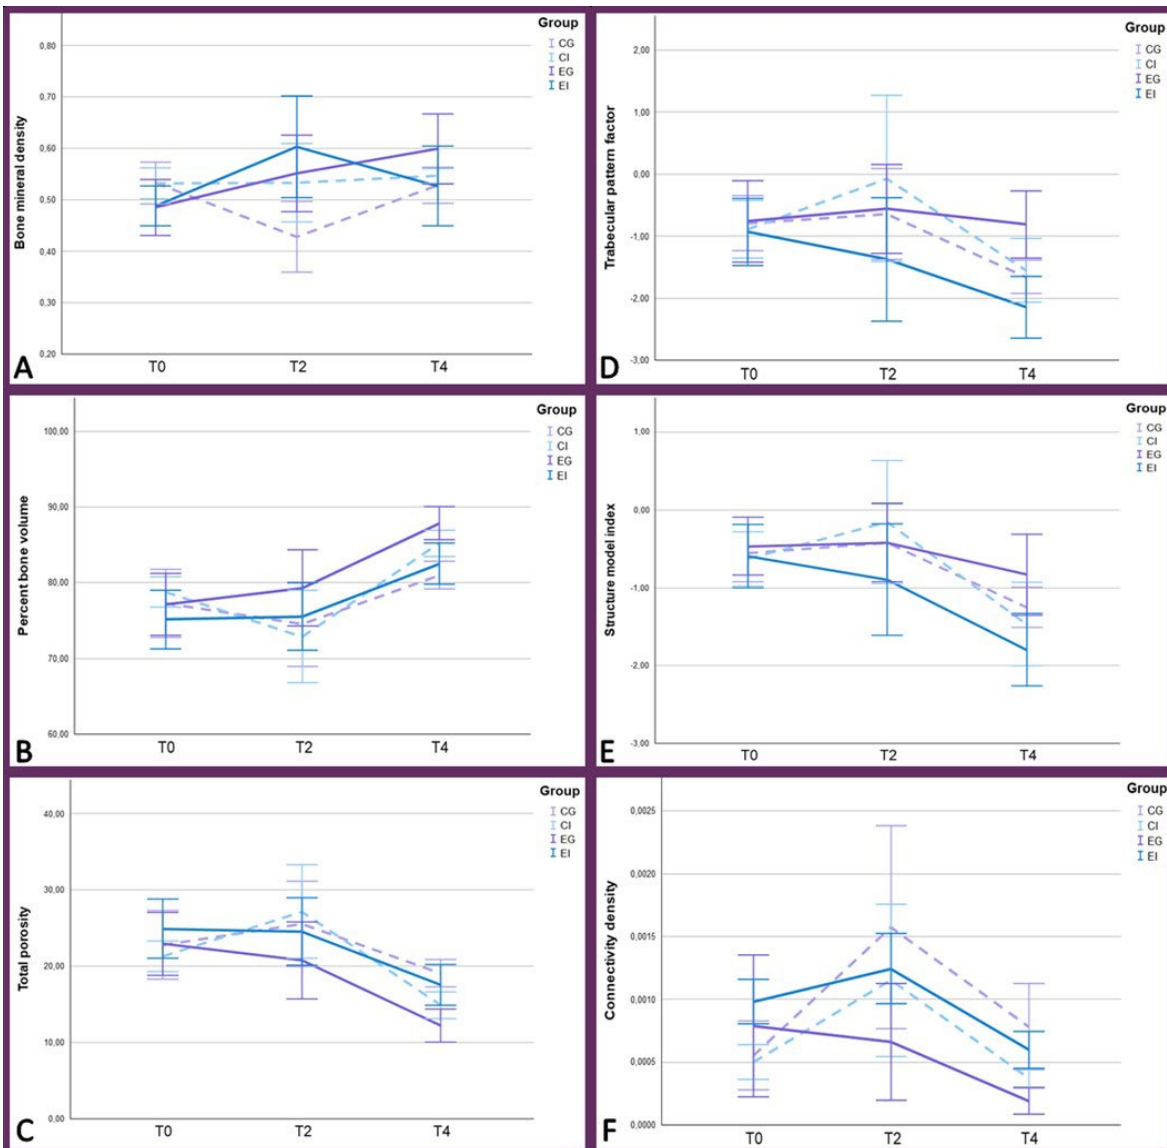 Group
CG
CI
EG
EI
Bone mineral density
0,80
0,70
0,60
0,50
0,40
0,30
0,20
T0 T2 T4
A
Group
CG
CI
EG
EI
Trabecular pattern factor
2,00
1,00
0,00
-1,00
-2,00
-3,00
T0 T2 T4
D
Group
CG
CI
EG
EI
Percent bone volume
100,00
90,00
80,00
70,00
60,00
T0 T2 T4
B
Group
CG
CI
EG
EI
Structure model index
1,00
0,00
-1,00
-2,00
-3,00
T0 T2 T4
E
Group
CG
CI
EG
EI
Total porosity
40,00
30,00
20,00
10,00
0,00
T0 T2 T4
C
Group
CG
CI
EG
EI
Connectivity density
0,0025
0,0020
0,0015
0,0010
0,0005
0,0000
T0 T2 T4
F